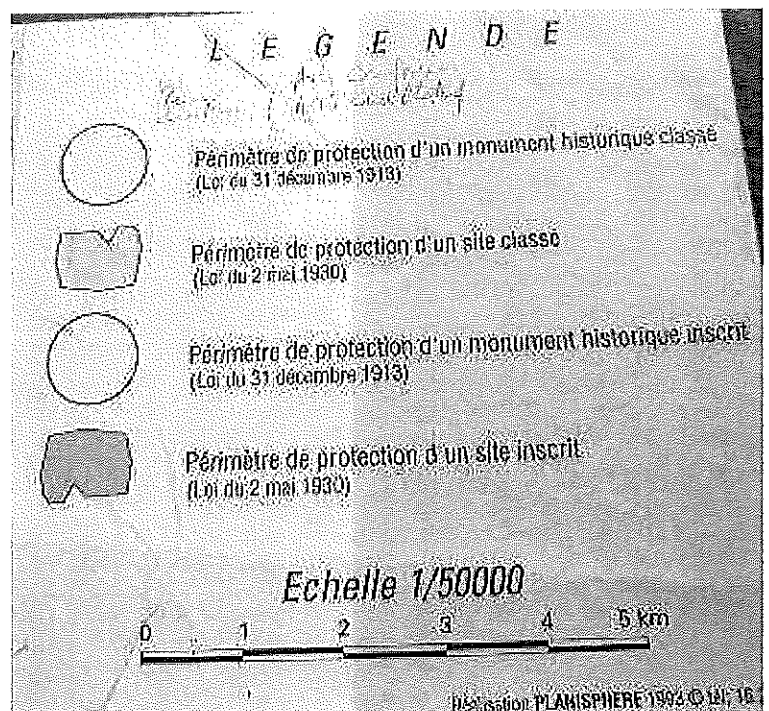 LEGENDE
Périmètre de protection d'un monument historique classé
(Loi du 31 décembre 1913)
Périmètre de protection d'un site classé
(Loi du 2 mai 1930)
Périmètre de protection d'un monument historique inscrit
(Loi du 31 décembre 1913)
Périmètre de protection d'un site inscrit
(Loi du 2 mai 1930)
Echelle 1/50000
0 1 2 3 4 5 km
Réalisation PLANISPHERE